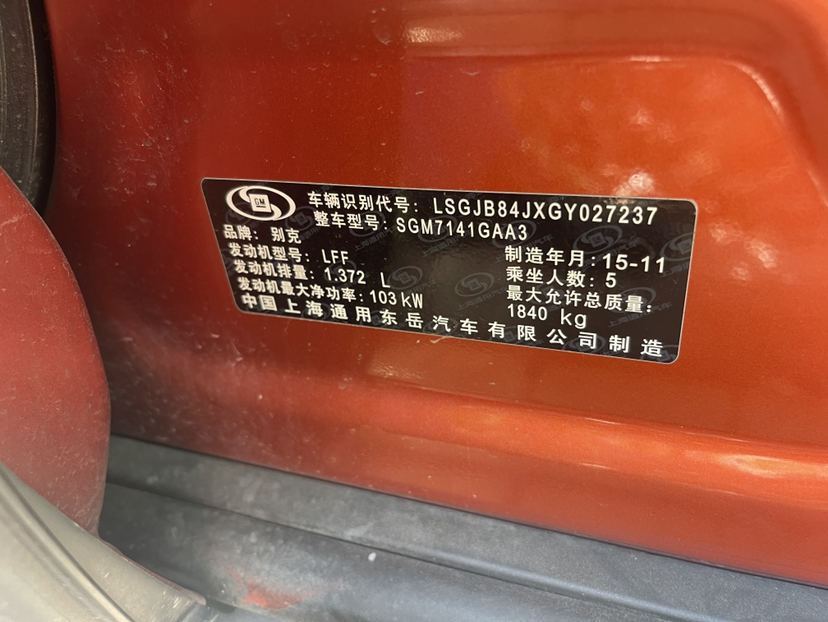 GM
车辆识别代号: LSGJB84JXGY027237
整车型号: SGM7141GAA3
品牌: 别克
发动机型号: LFF
制造年月: 15-11
发动机排量: 1.372 L
乘坐人数: 5
发动机最大净功率: 103 kW
最大允许总质量:
1840 kg
中国上海通用东岳汽车有限公司制造